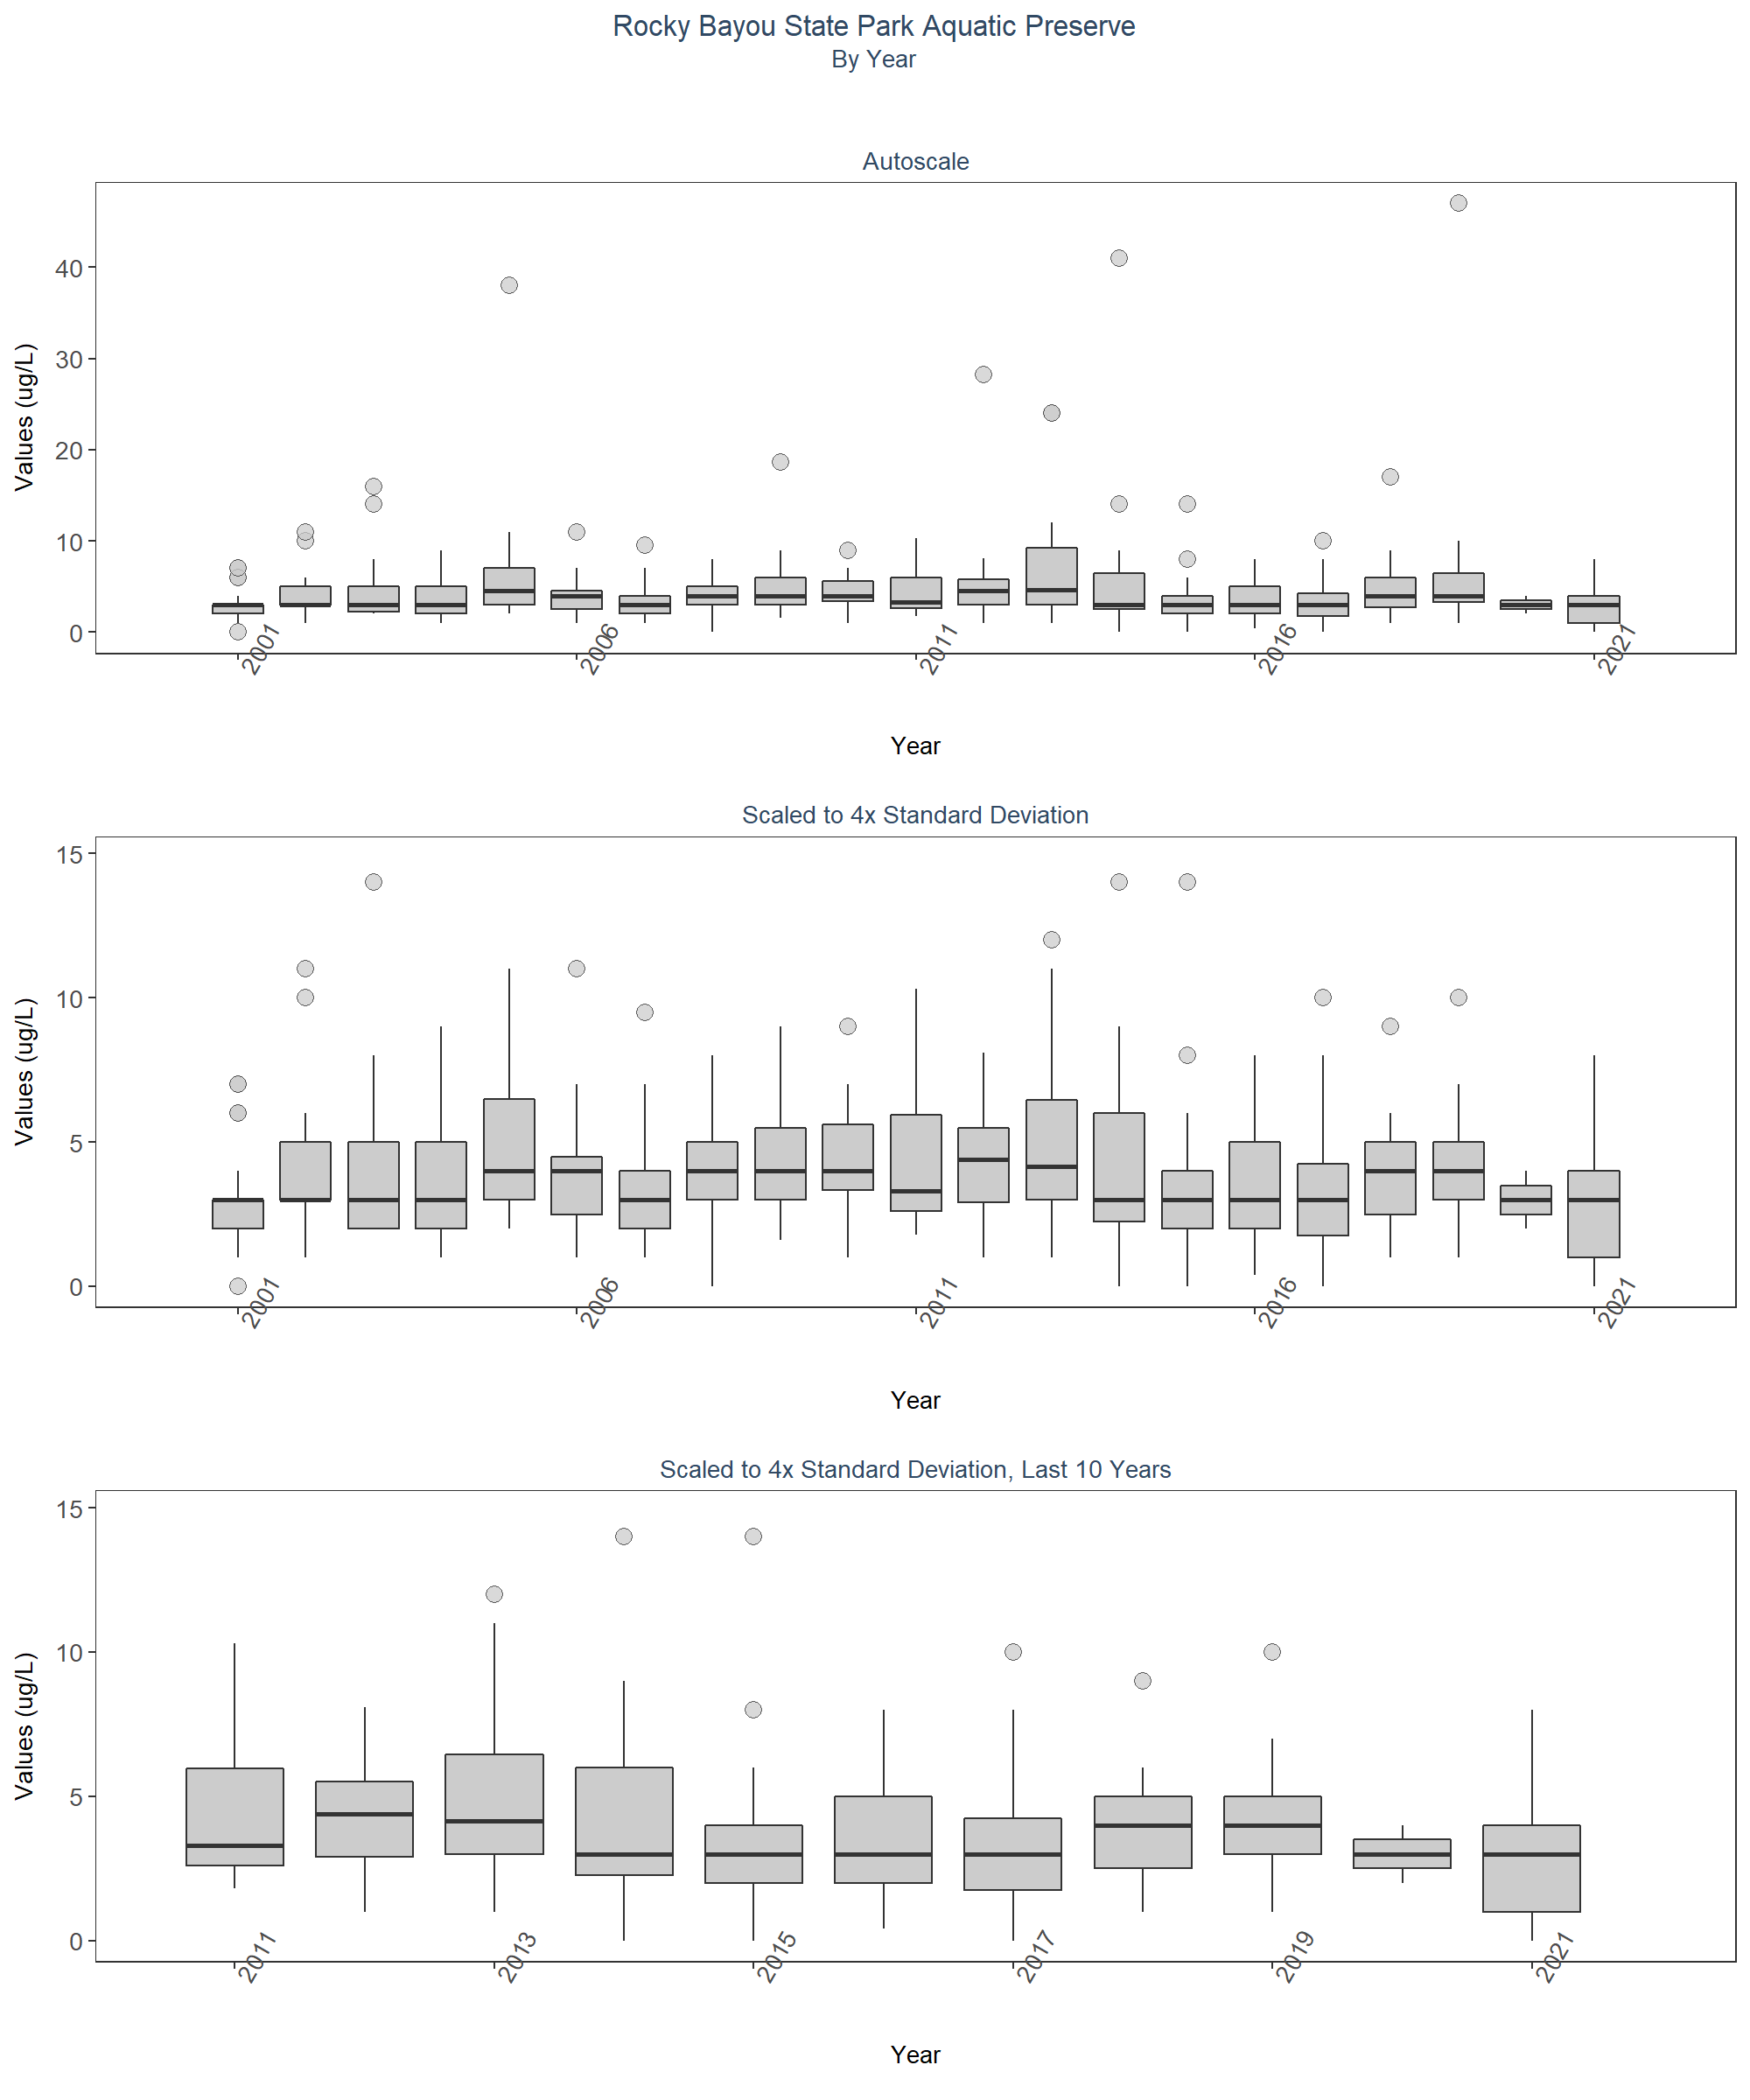 Rocky Bayou State Park Aquatic Preserve
By Year
Autoscale
Values (ug/L)
40
30
20
10
0
2001 2006 2011 2016 2021
Year
Scaled to 4x Standard Deviation
Values (ug/L)
15
10
5
0
2001 2006 2011 2016 2021
Year
Scaled to 4x Standard Deviation, Last 10 Years
Values (ug/L)
15
10
5
0
2011 2013 2015 2017 2019 2021
Year